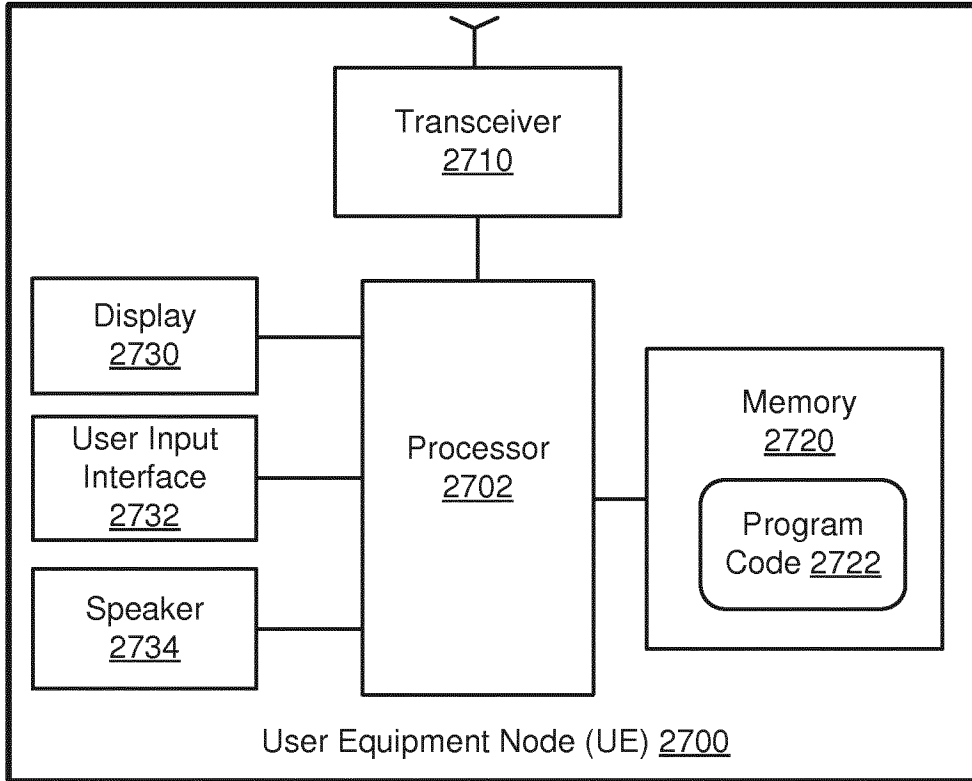 Transceiver
2710
Display
2730
User Input
Interface
2732
Speaker
2734
Processor
2702
Memory
2720
Program
Code 2722
User Equipment Node (UE) 2700